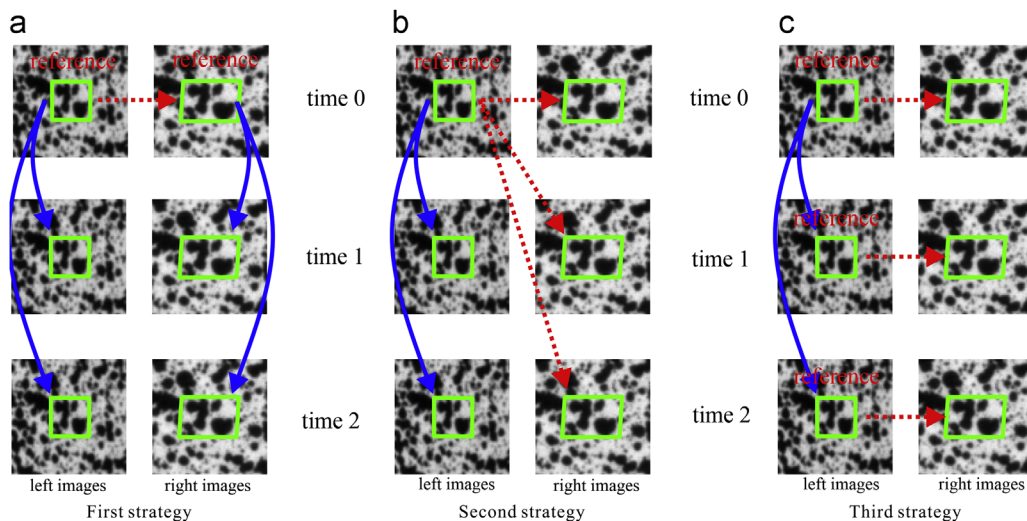 a
b
c
reference
reference
reference
reference
time 0
time 0
reference
time 1
time 1
reference
time 2
time 2
left images
right images
left images
right images
left images
right images
First strategy
Second strategy
Third strategy